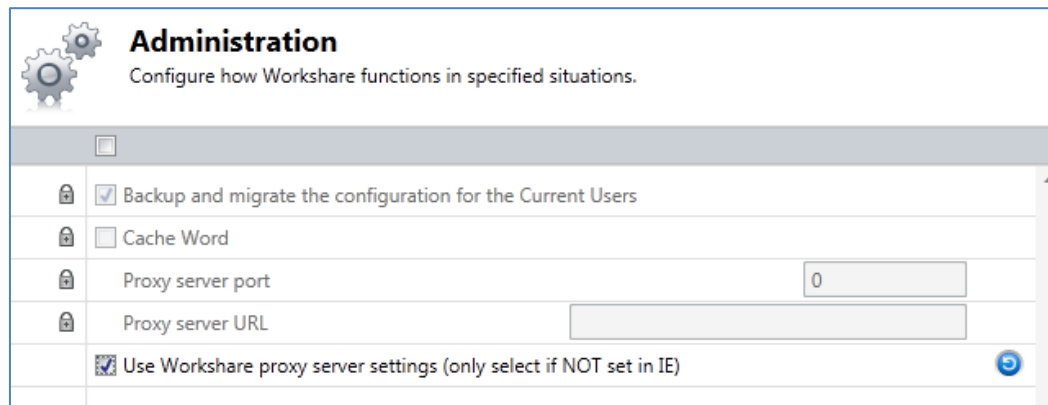 Administration
Configure how Workshare functions in specified situations.
Backup and migrate the configuration for the Current Users
Cache Word
Proxy server port 0
Proxy server URL
Use Workshare proxy server settings (only select if NOT set in IE)